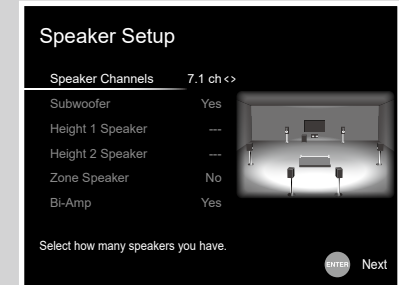 Speaker Setup
Speaker Channels 7.1 ch <>
Subwoofer Yes
Height 1 Speaker ---
Height 2 Speaker ---
Zone Speaker No
Bi-Amp Yes
Select how many speakers you have.
ENTER Next